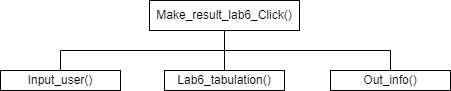 Make_result_lab6_Click()
Input_user()
Lab6_tabulation()
Out_info()